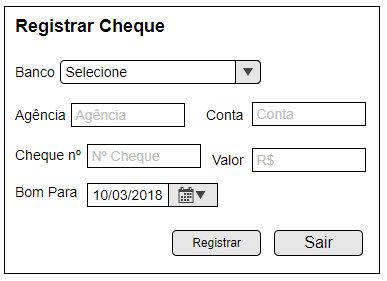 Registrar Cheque
Banco Selecione
Agência Agência Conta Conta
Cheque nº Nº Cheque Valor R$
Bom Para 10/03/2018
Registrar Sair